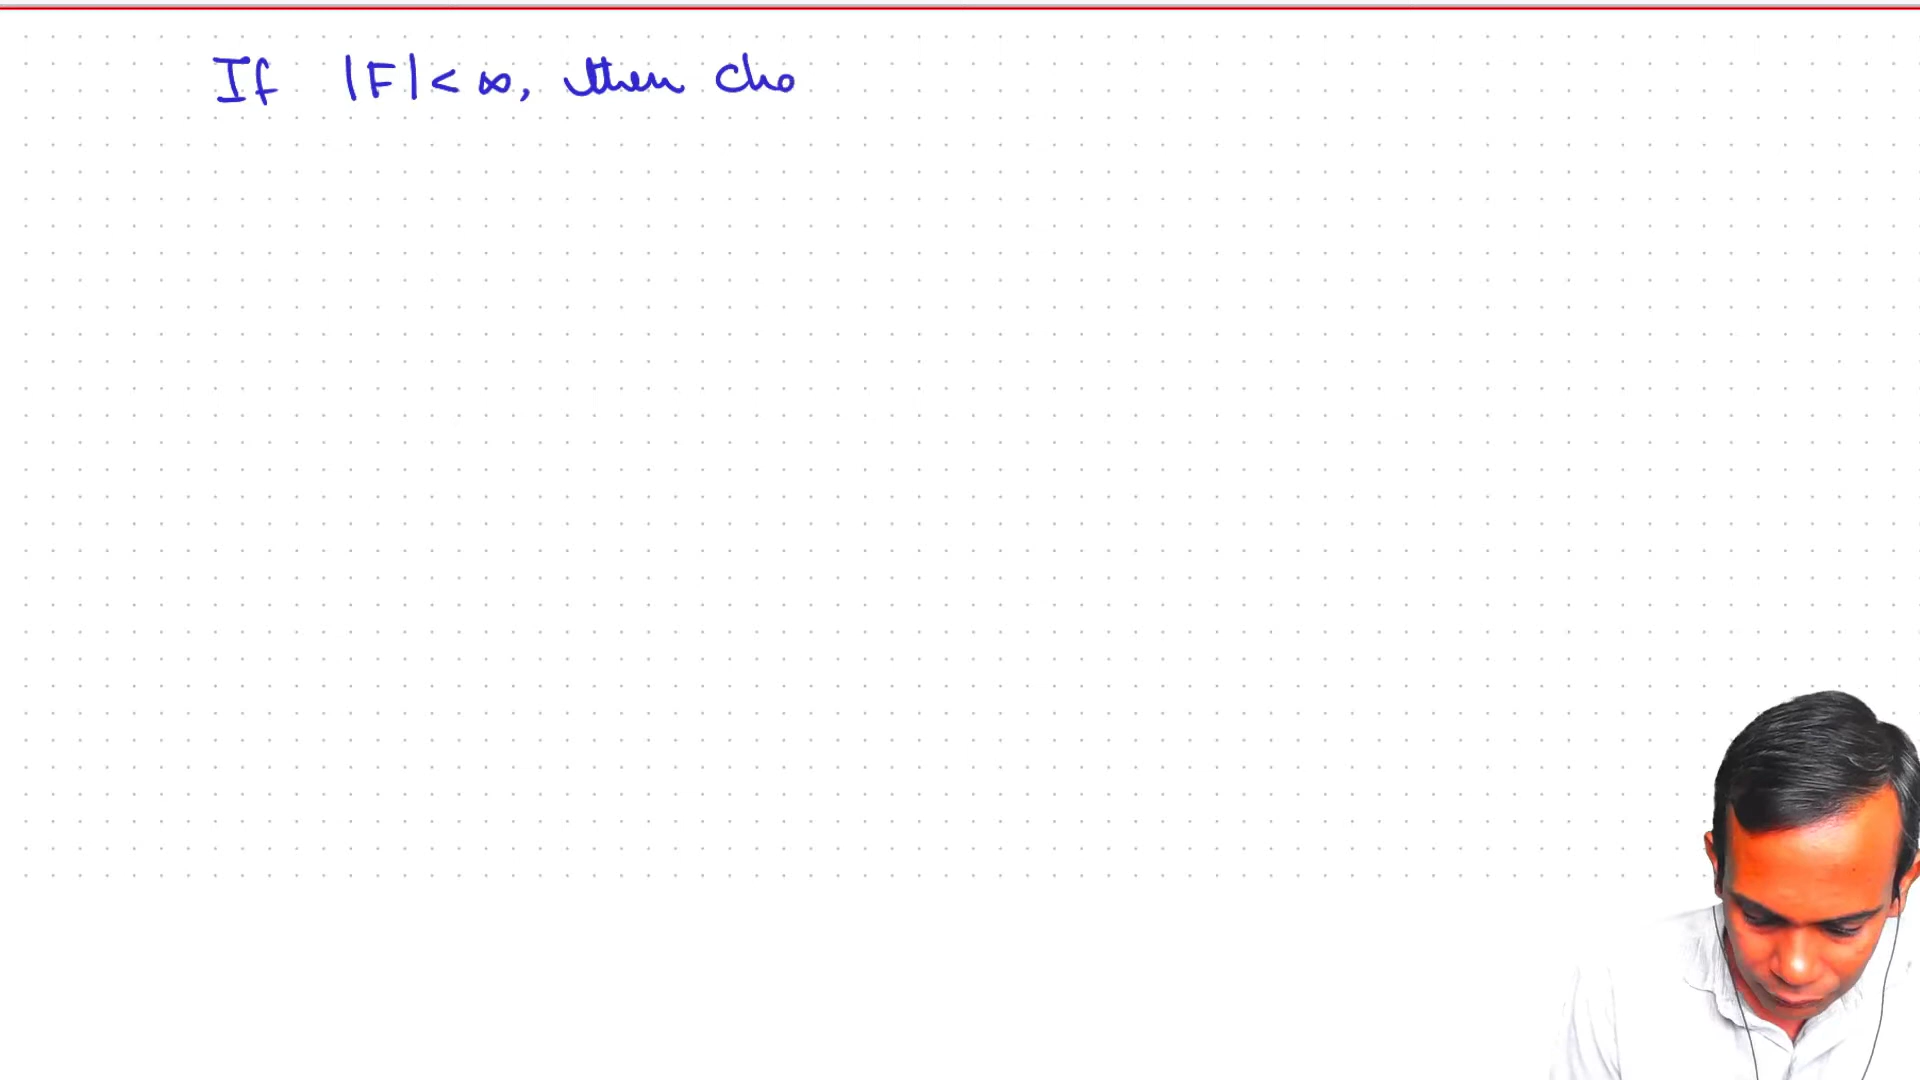 If |F| < ∞, then cho